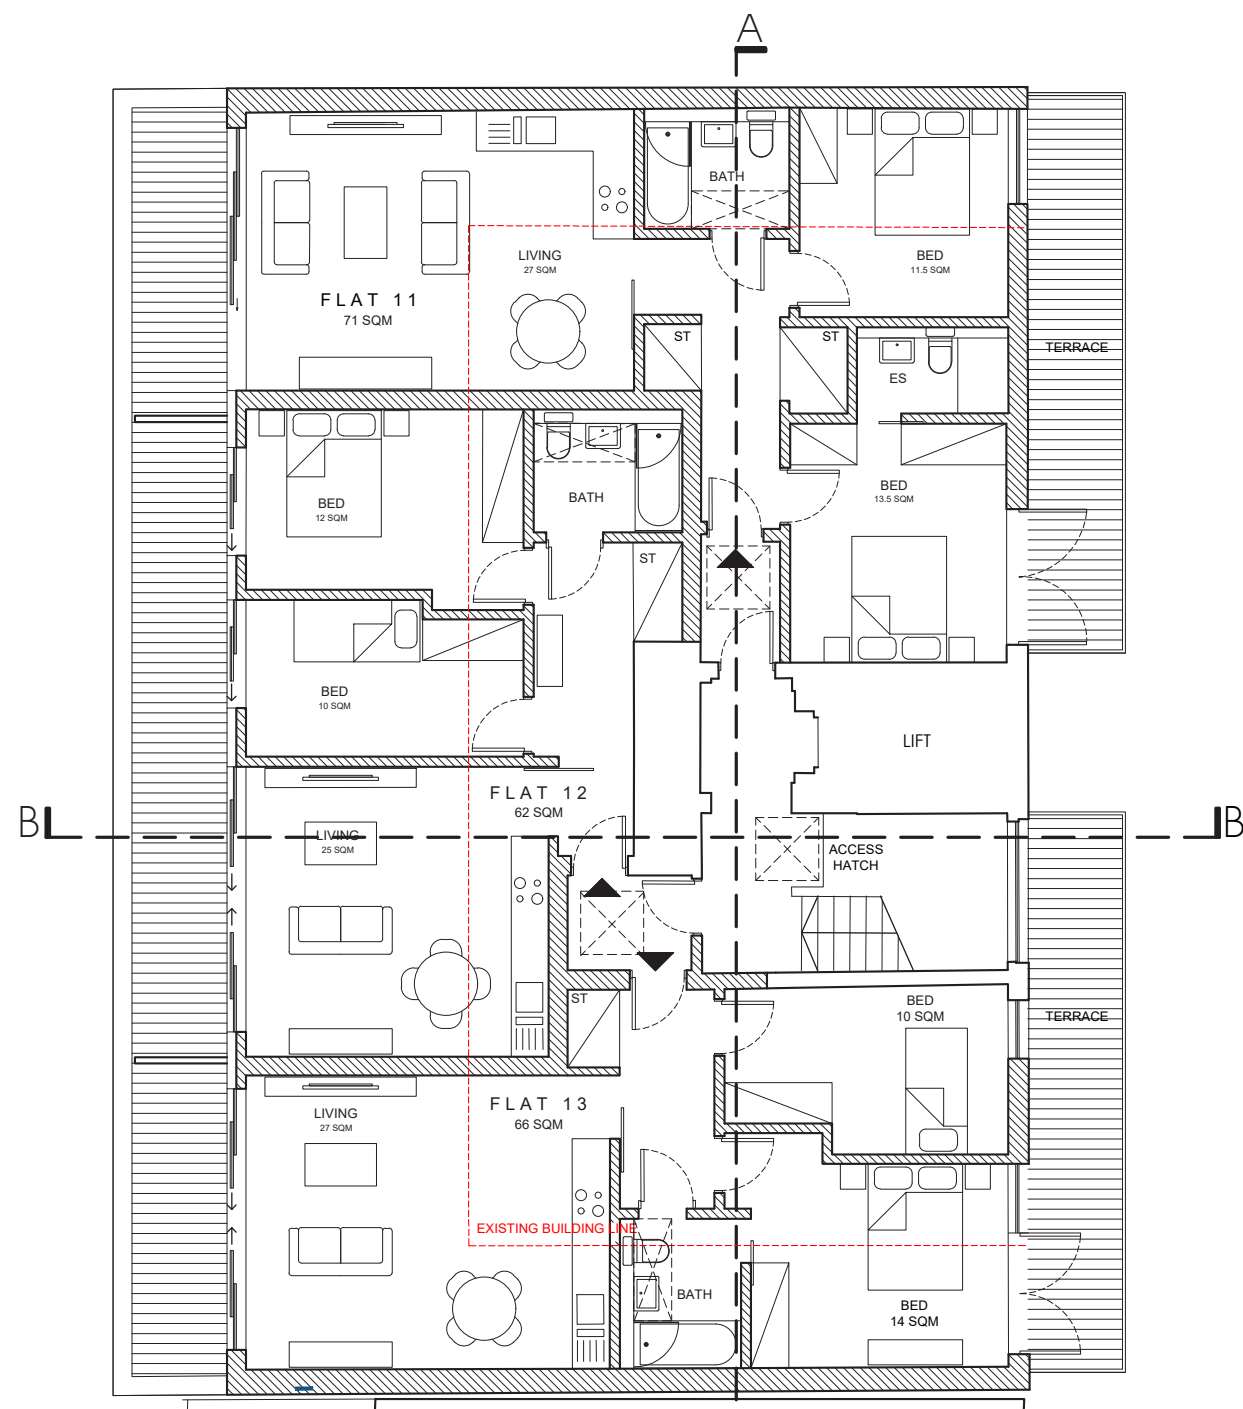 A
BATH
LIVING
27 SQM
BED
11.5 SQM
FLAT 11
71 SQM
ST
ST
TERRACE
ES
BED
12 SQM
BATH
BED
13.5 SQM
ST
BED
10 SQM
LIFT
FLAT 12
62 SQM
B
B
LIVING
25 SQM
ACCESS
HATCH
ST
BED
10 SQM
TERRACE
FLAT 13
66 SQM
LIVING
27 SQM
EXISTING BUILDING LINE
BATH
BED
14 SQM